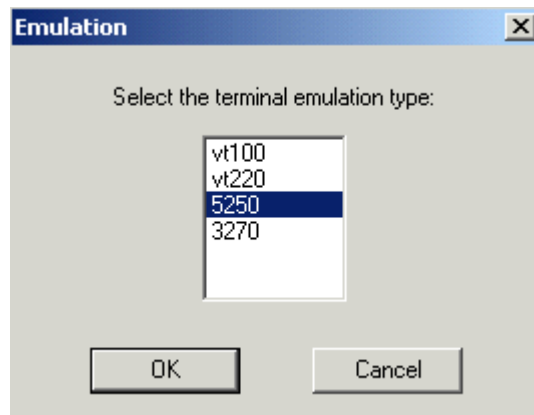 Emulation
Select the terminal emulation type:
vt100
vt220
5250
3270
OK Cancel